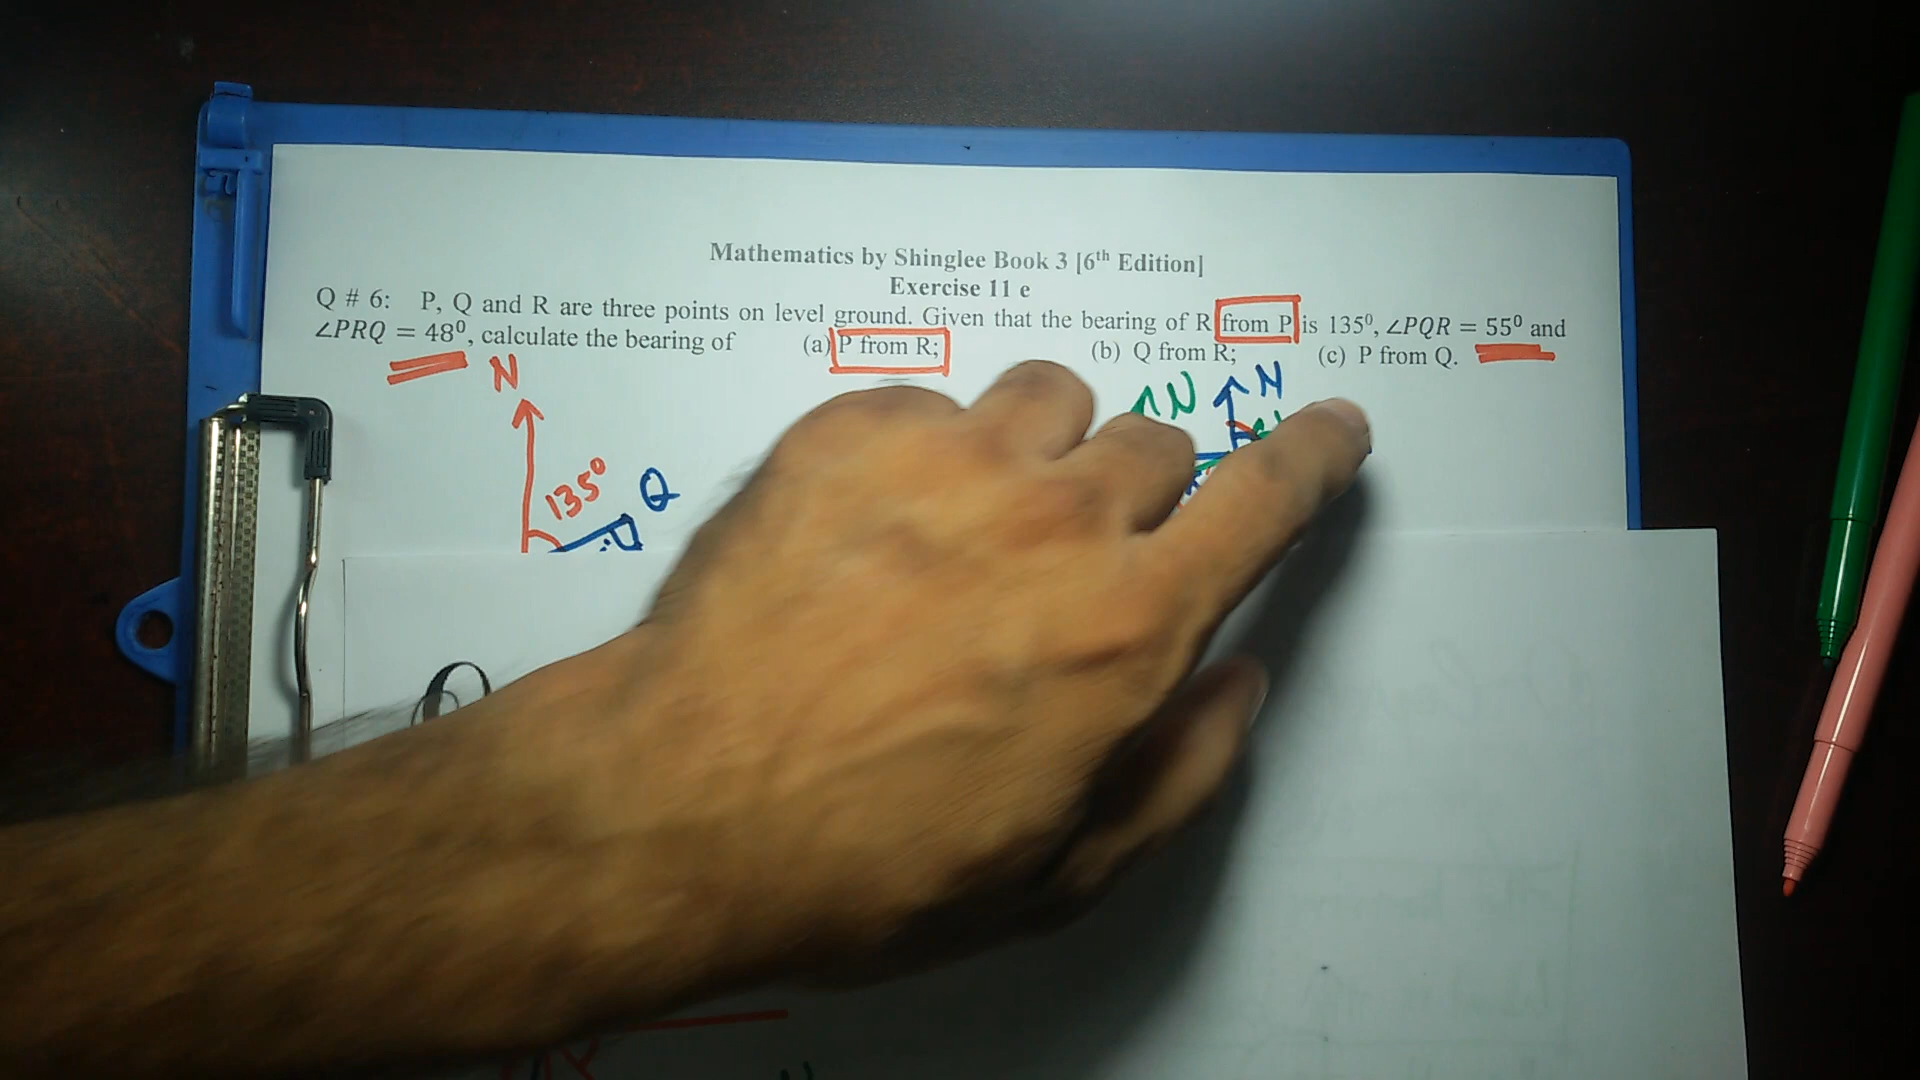 Mathematics by Shinglee Book 3 [6th Edition]
Exercise 11 e
Q # 6: P, Q and R are three points on level ground. Given that the bearing of R from P is 135⁰, ∠PQR = 55⁰ and
∠PRQ = 48⁰, calculate the bearing of (a) P from R; (b) Q from R; (c) P from Q.
N
N
N
135⁰
Q